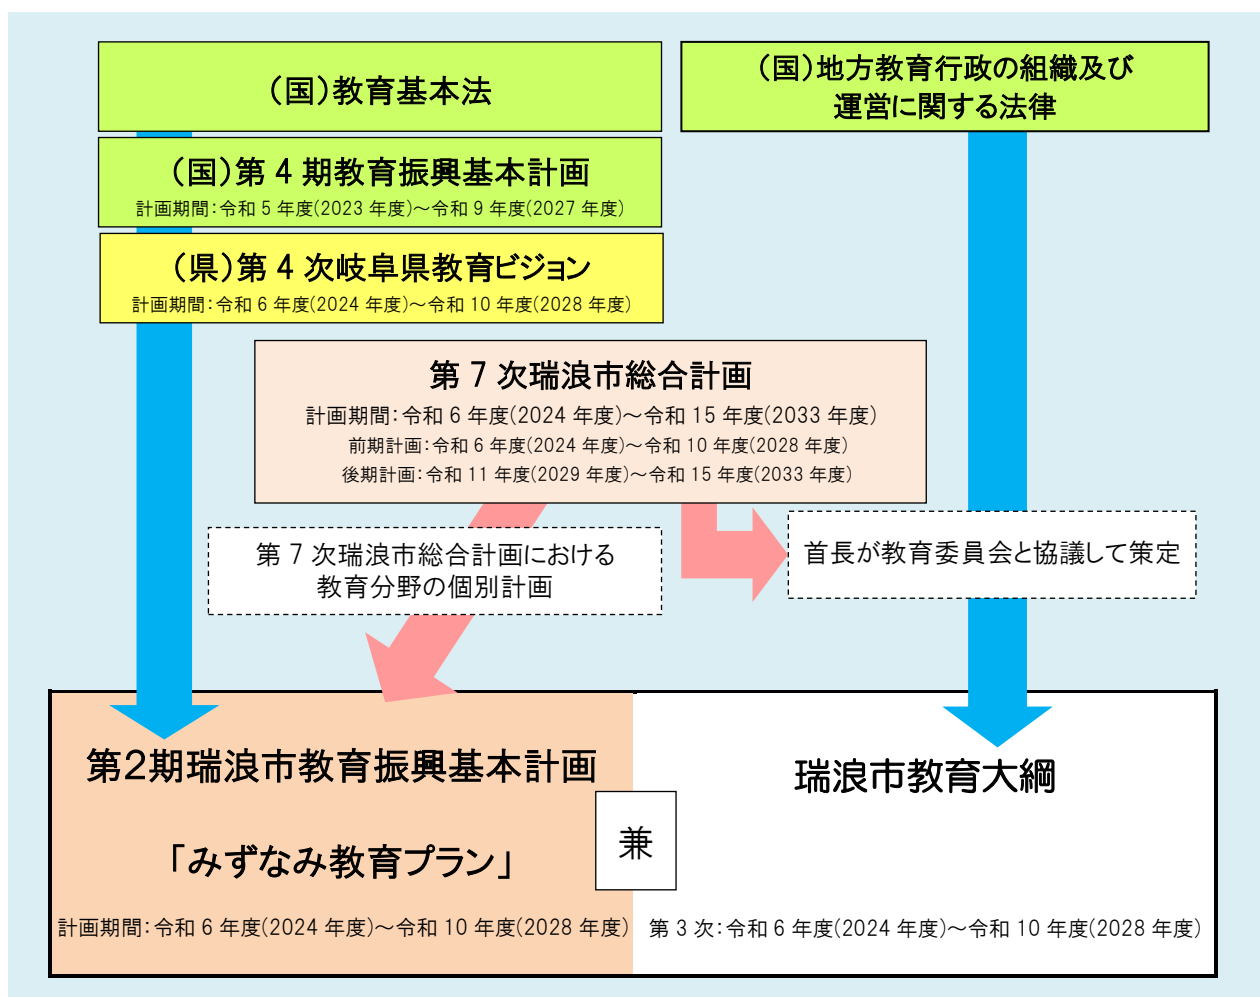 （国）教育基本法
（国）地方教育行政の組織及び
運営に関する法律
（国）第 4 期教育振興基本計画
計画期間：令和 5 年度(2023 年度)～令和 9 年度(2027 年度)
（県）第 4 次岐阜県教育ビジョン
計画期間：令和 6 年度(2024 年度)～令和 10 年度(2028 年度)
第 7 次瑞浪市総合計画
計画期間：令和 6 年度(2024 年度)～令和 15 年度(2033 年度)
前期計画：令和 6 年度(2024 年度)～令和 10 年度(2028 年度)
後期計画：令和 11 年度(2029 年度)～令和 15 年度(2033 年度)
第 7 次瑞浪市総合計画における
教育分野の個別計画
首長が教育委員会と協議して策定
第2期瑞浪市教育振興基本計画
「みずなみ教育プラン」
計画期間：令和 6 年度(2024 年度)～令和 10 年度(2028 年度)
兼
瑞浪市教育大綱
第 3 次：令和 6 年度(2024 年度)～令和 10 年度(2028 年度)